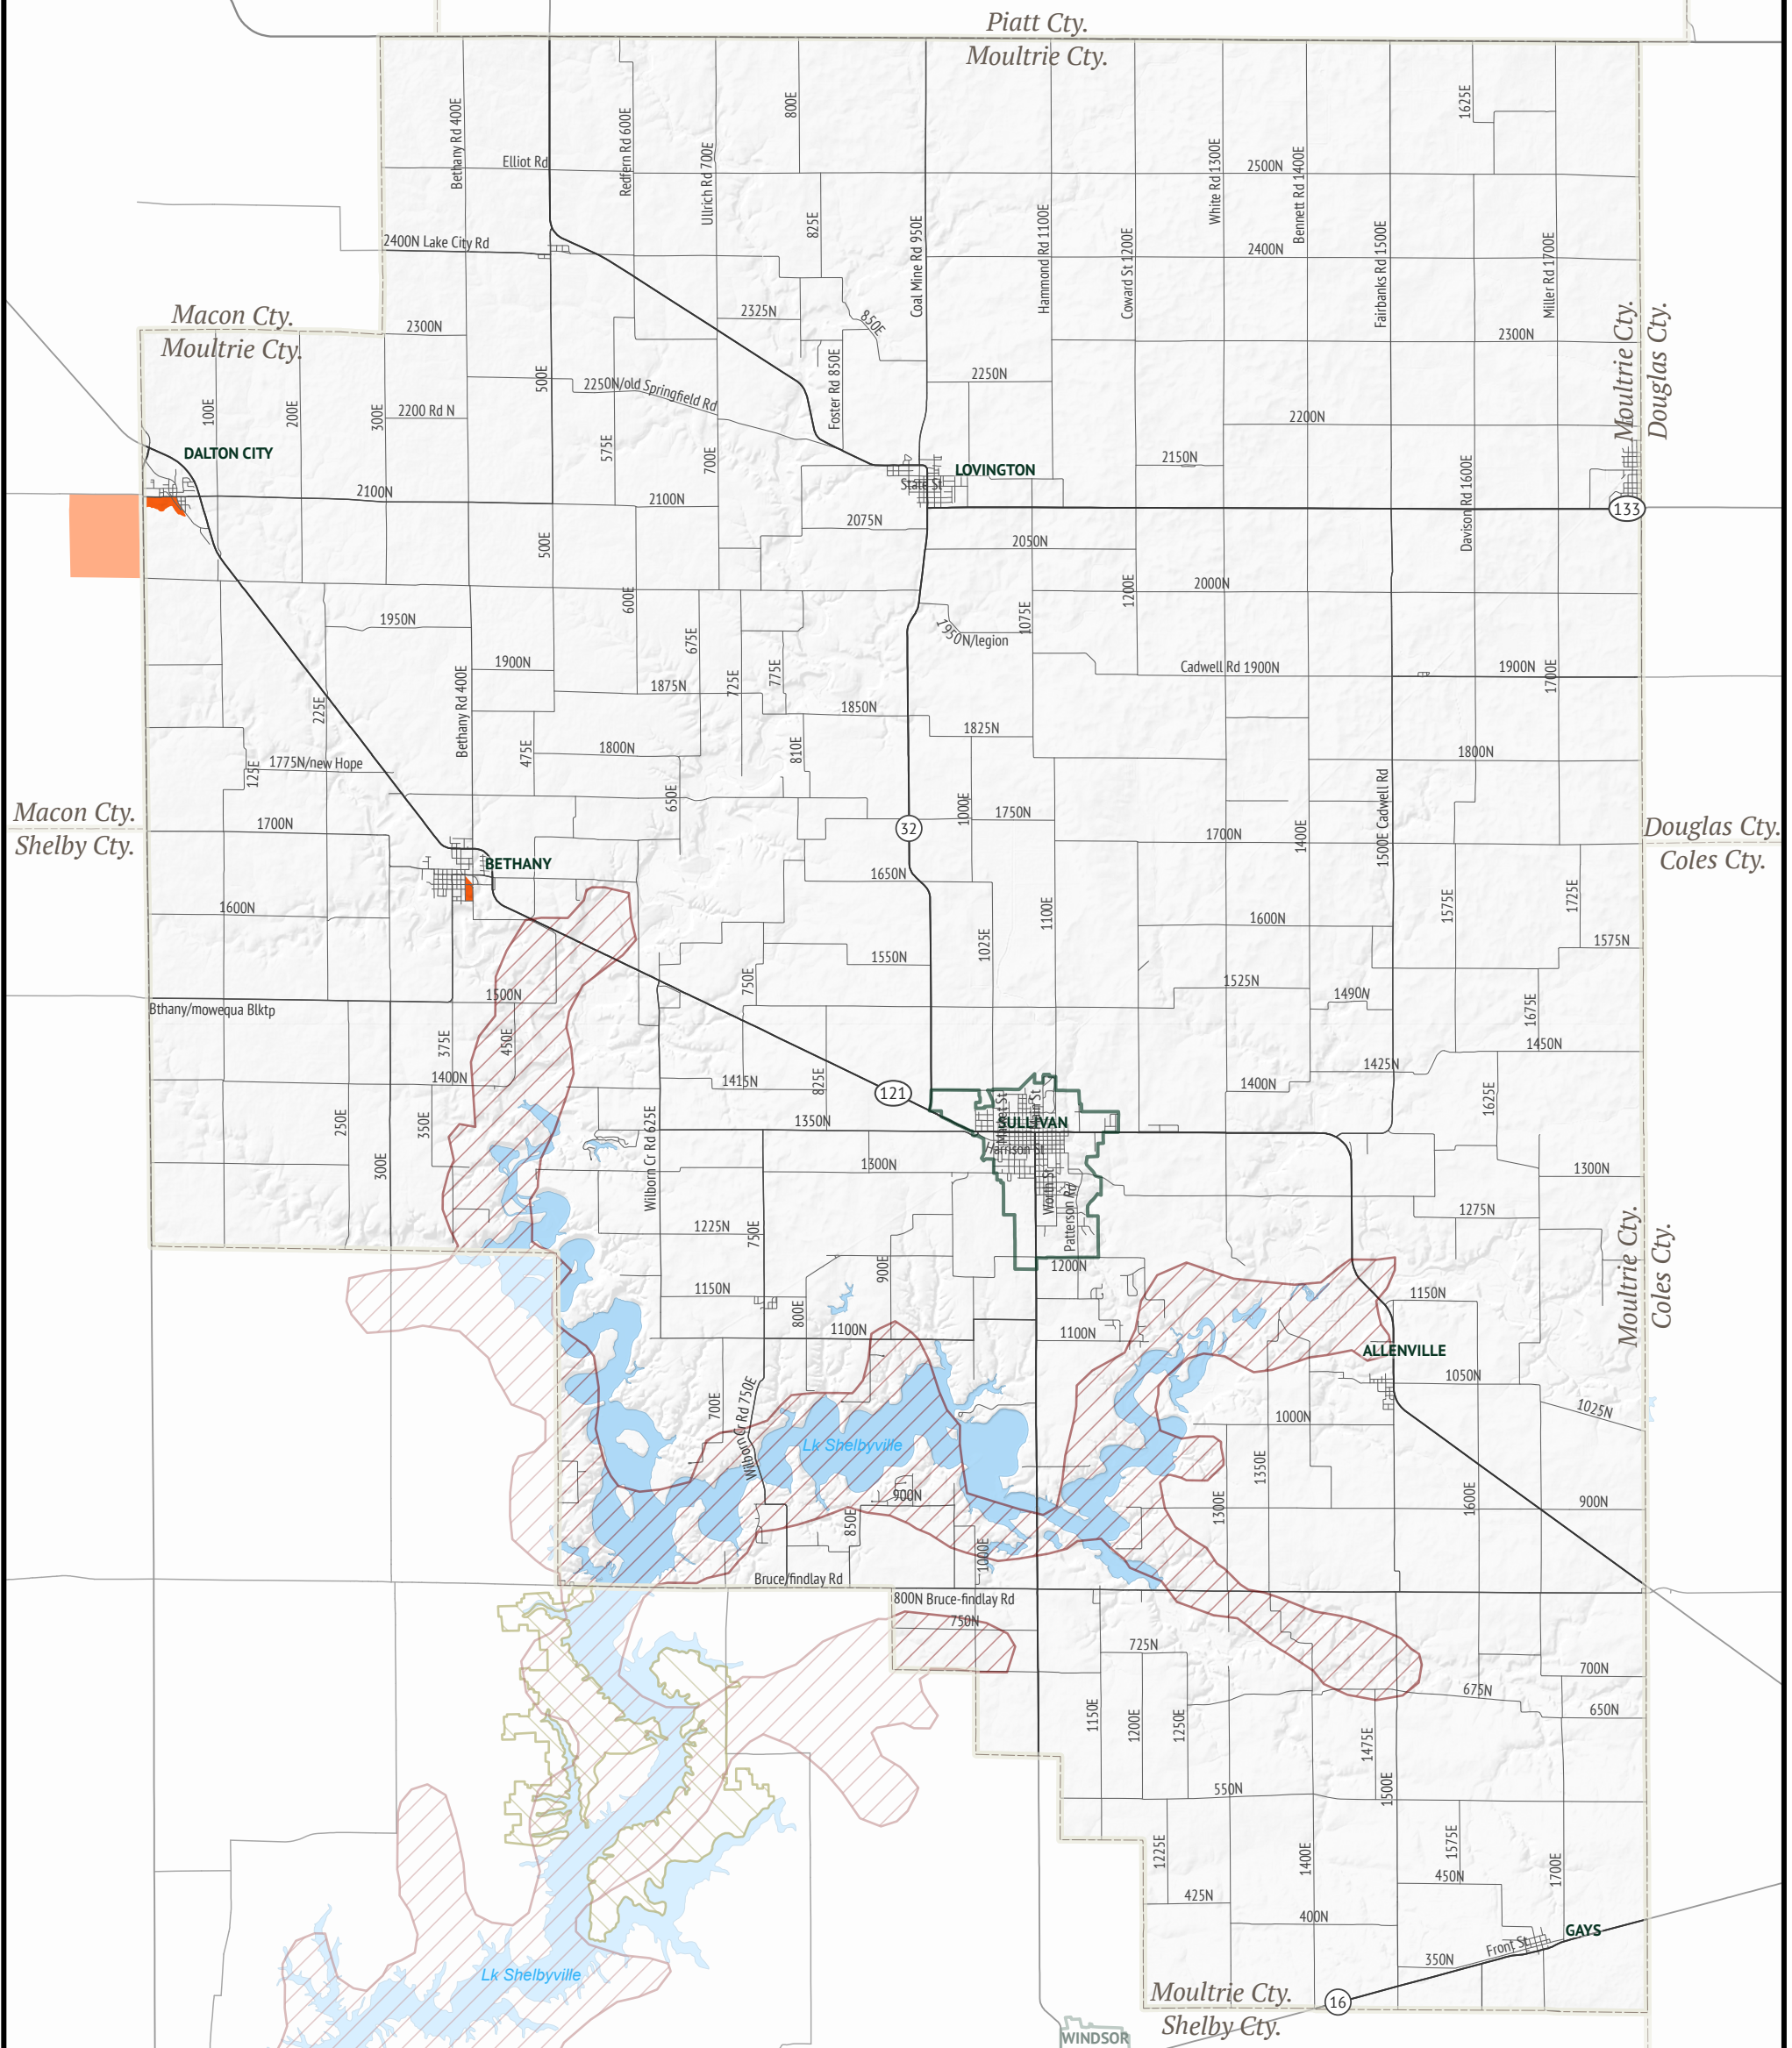 Piatt Cty.
Moultrie Cty.
Bethany Rd 400E
Elliot Rd
Redfern Rd 600E
Ullrich Rd 700E
800E
825E
Coal Mine Rd 950E
Hammond Rd 1100E
Coward St 1200E
White Rd 1300E
2500N
Bennett Rd 1400E
Fairbanks Rd 1500E
1625E
Miller Rd 1700E
2400N Lake City Rd
2400N
Macon Cty.
Moultrie Cty.
2300N
2325N
850E
2300N
Moultrie Cty.
Douglas Cty.
500E
2250N/old Springfield Rd
Foster Rd 850E
2250N
100E
200E
300E
2200 Rd N
2200N
DALTON CITY
575E
700E
LOVINGTON
State St
2150N
2100N
2100N
2075N
133
Davison Rd 1600E
500E
2050N
2000N
600E
1200E
1950N
675E
1075E
1950N/legion
1900N
775E
725E
Cadwell Rd 1900N
1900N
1700E
1875N
225E
Bethany Rd 400E
1850N
1825N
475E
1800N
810E
1800N
125E
1775N/new Hope
650E
1000E
1500E Cadwell Rd
Macon Cty.
Shelby Cty.
1700N
32
1750N
1700N
1400E
Douglas Cty.
Coles Cty.
BETHANY
1650N
1600N
1100E
1600N
1575E
1725E
1025E
1575N
1550N
750E
1525N
1500N
1490N
1675E
Bthany/mowequa Blktp
375E
450E
1450N
1425N
1400N
1415N
825E
1400N
121
1625E
250E
350E
1350N
SULLIVAN
Market St
Harrison St
300E
Wilborn Cr Rd 625E
1300N
1300N
Worth St
Patterson Rd
1225N
750E
1275N
Moultrie Cty.
Coles Cty.
900E
1200N
1150N
800E
1150N
1100N
1100N
ALLENVILLE
1050N
700E
Wilborn Cr Rd 750E
1025N
1000N
Lk Shelbyville
1350E
900N
1300E
1600E
900N
850E
1000E
Bruce/findlay Rd
800N Bruce-findlay Rd
750N
725N
700N
675N
650N
1150E
1200E
1250E
1475E
550N
1500E
1225E
1400E
1575E
1700E
450N
425N
400N
GAYS
Front St
350N
Lk Shelbyville
Moultrie Cty.
Shelby Cty.
16
WINDSOR